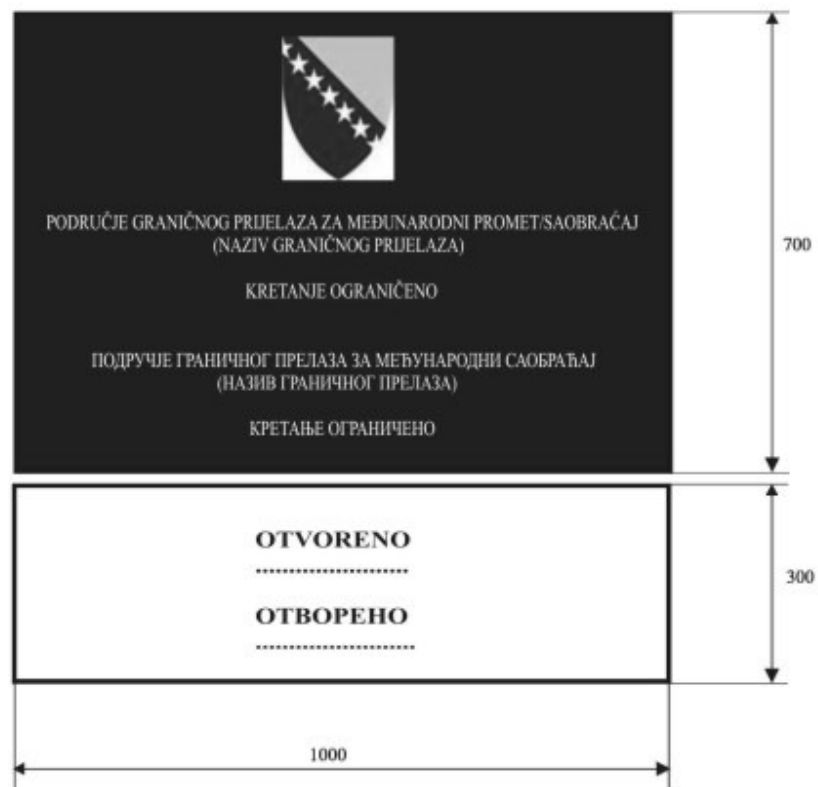 PODRUČJE GRANIČNOG PRIJELAZA ZA MEĐUNARODNI PROMET/SAOBRAĆAJ
(NAZIV GRANIČNOG PRIJELAZA)
KRETANJE OGRANIČENO
ПОДРУЧЈЕ ГРАНИЧНОГ ПРЕЛАЗА ЗА МЕЂУНАРОДНИ САОБРАЋАЈ
(НАЗИВ ГРАНИЧНОГ ПРЕЛАЗА)
КРЕТАЊЕ ОГРАНИЧЕНО
700
OTVORENO
.......................
ОТВОРЕНО
........................
300
1000